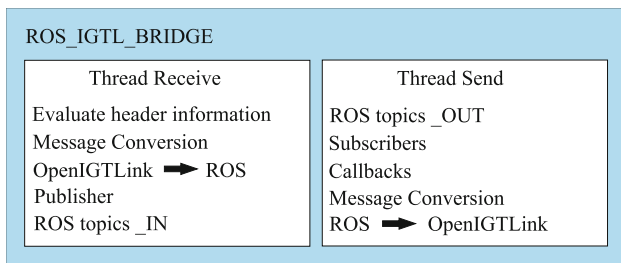 ROS_IGTL_BRIDGE
Thread Receive
Evaluate header information
Message Conversion
OpenIGTLink ➡ ROS
Publisher
ROS topics _IN
Thread Send
ROS topics _OUT
Subscribers
Callbacks
Message Conversion
ROS ➡ OpenIGTLink